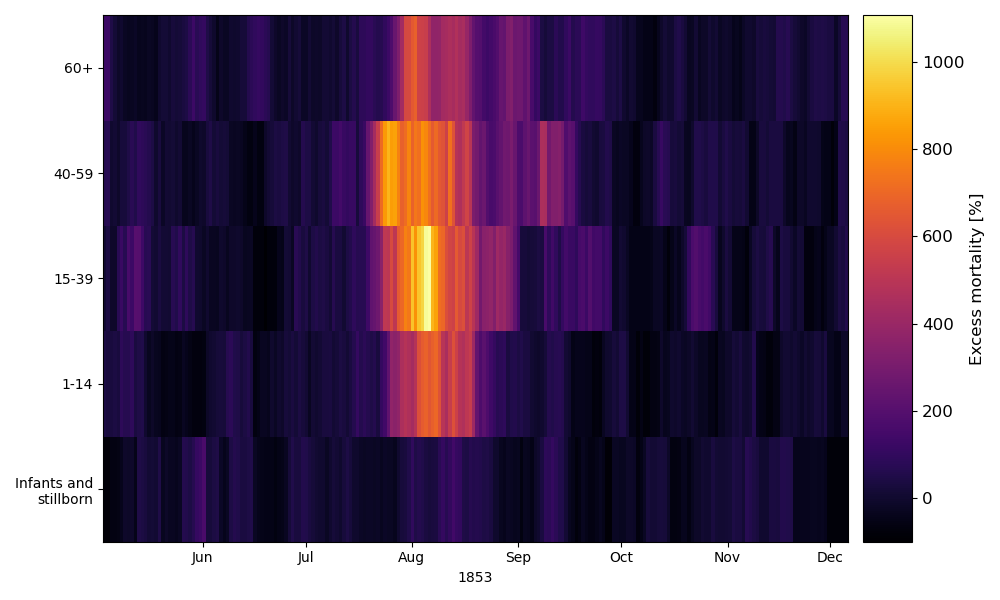 60+
40-59
15-39
1-14
Infants and
stillborn
Jun Jul Aug Sep Oct Nov Dec
1853
1000
800
600
400
200
0
Excess mortality [%]